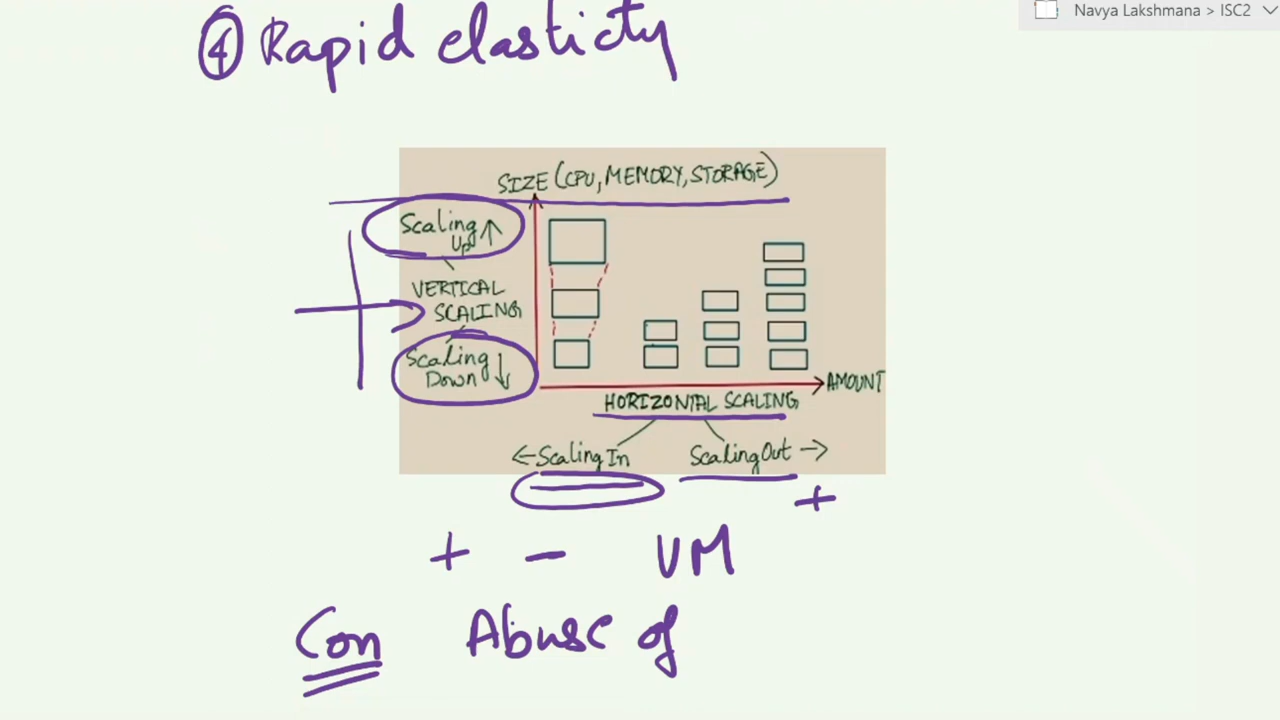 Navya Lakshmana > ISC2
④ Rapid elasticty
SIZE (CPU, MEMORY, STORAGE)
Scaling
Up ↑
VERTICAL
SCALING
Scaling
Down ↓
AMOUNT
HORIZONTAL SCALING
← Scaling In
Scaling Out →
+
+ - VM
Con Abuse of